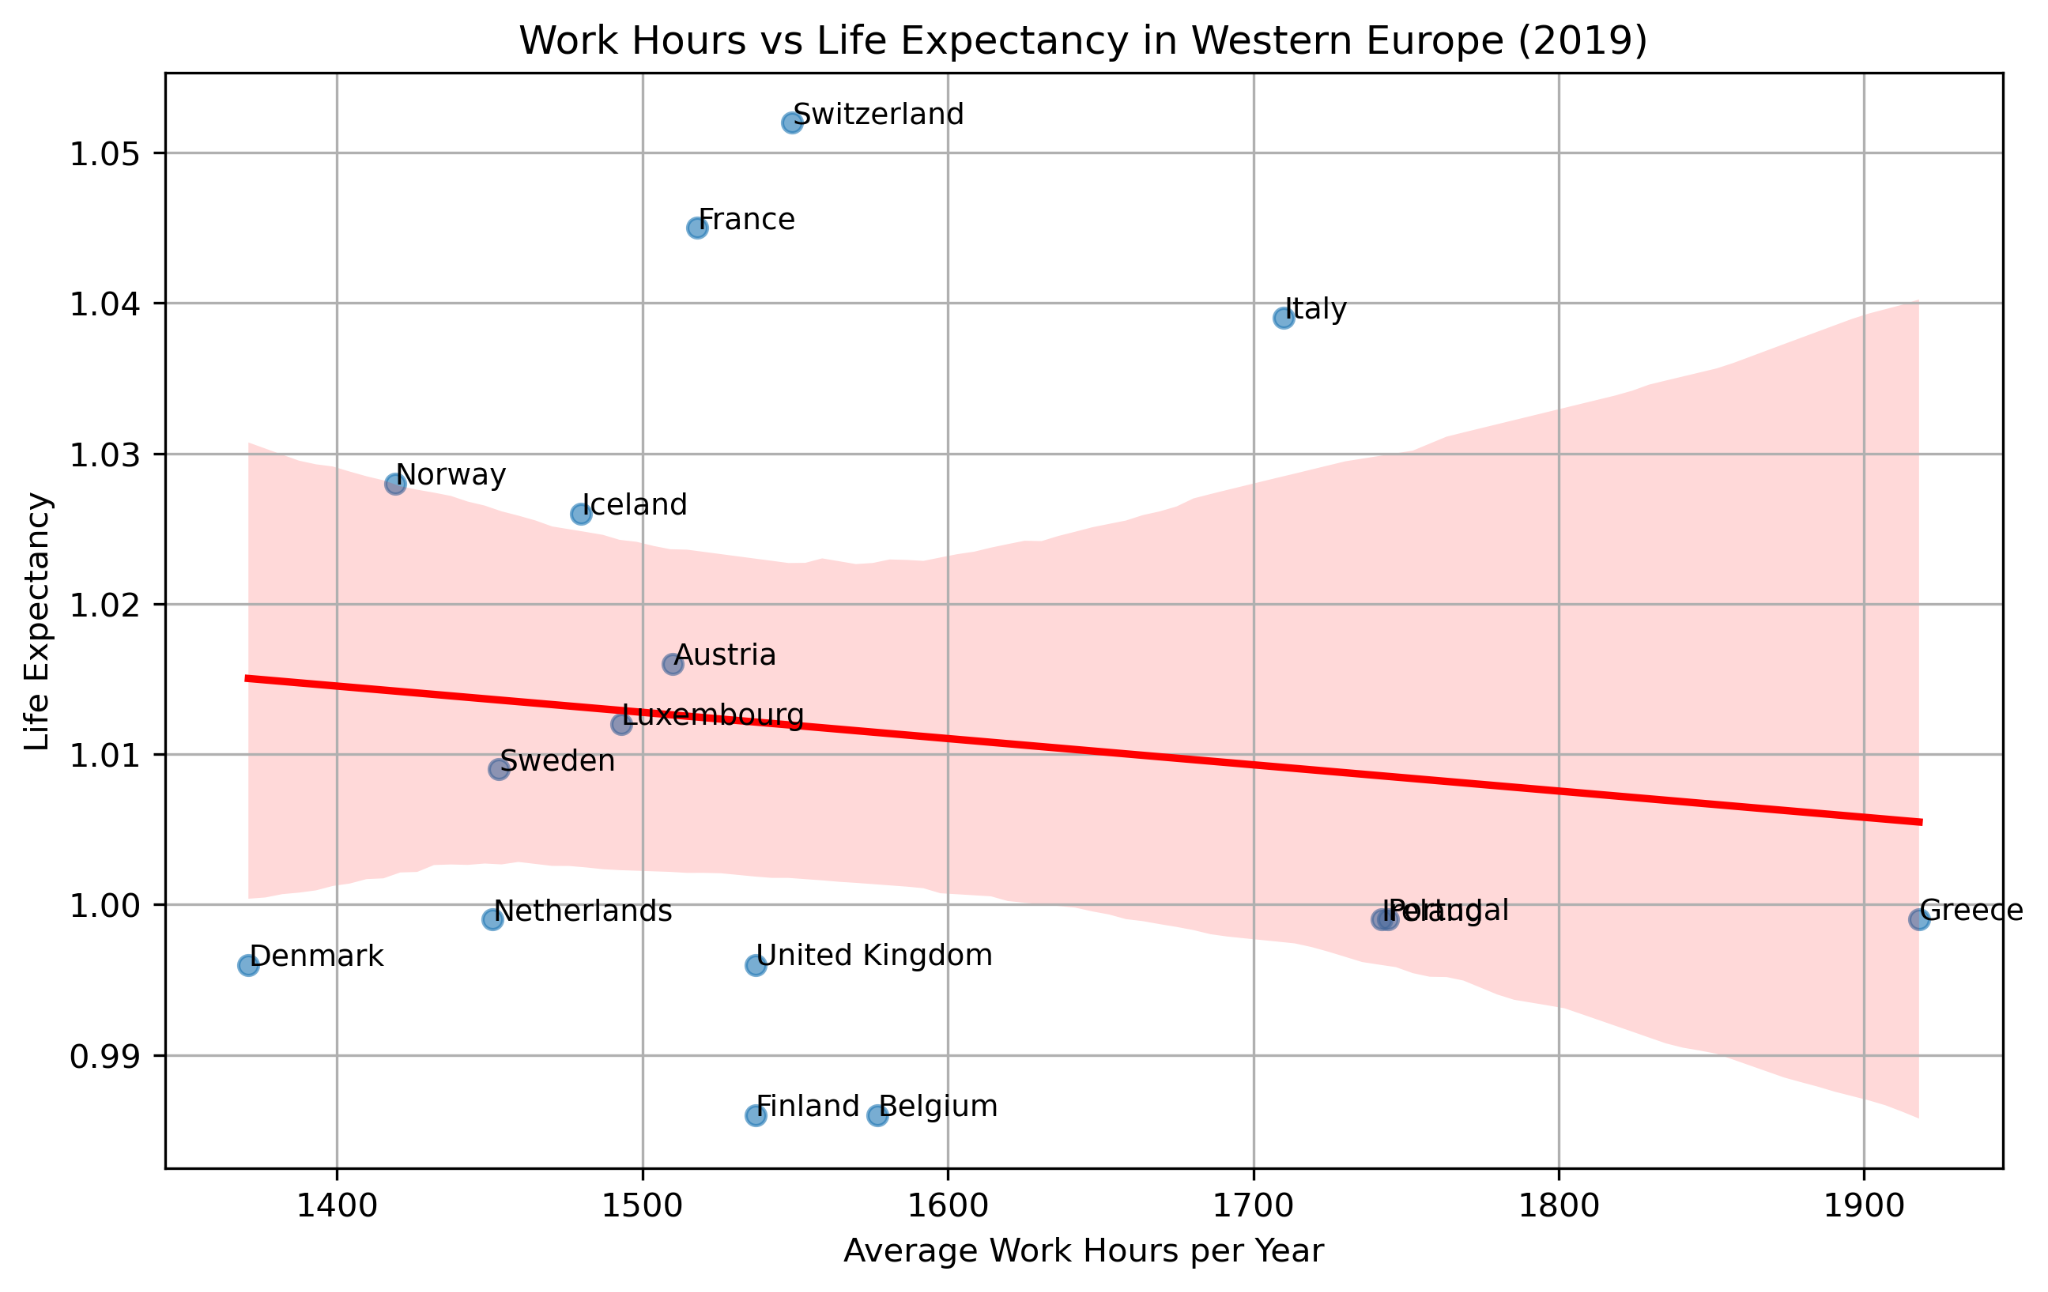 Work Hours vs Life Expectancy in Western Europe (2019)
Life Expectancy
1.05
1.04
1.03
1.02
1.01
1.00
0.99
Switzerland
France
Italy
Norway
Iceland
Austria
Luxembourg
Sweden
Netherlands
Ireland
Portugal
Greece
Denmark
United Kingdom
Finland
Belgium
1400
1500
1600
1700
1800
1900
Average Work Hours per Year